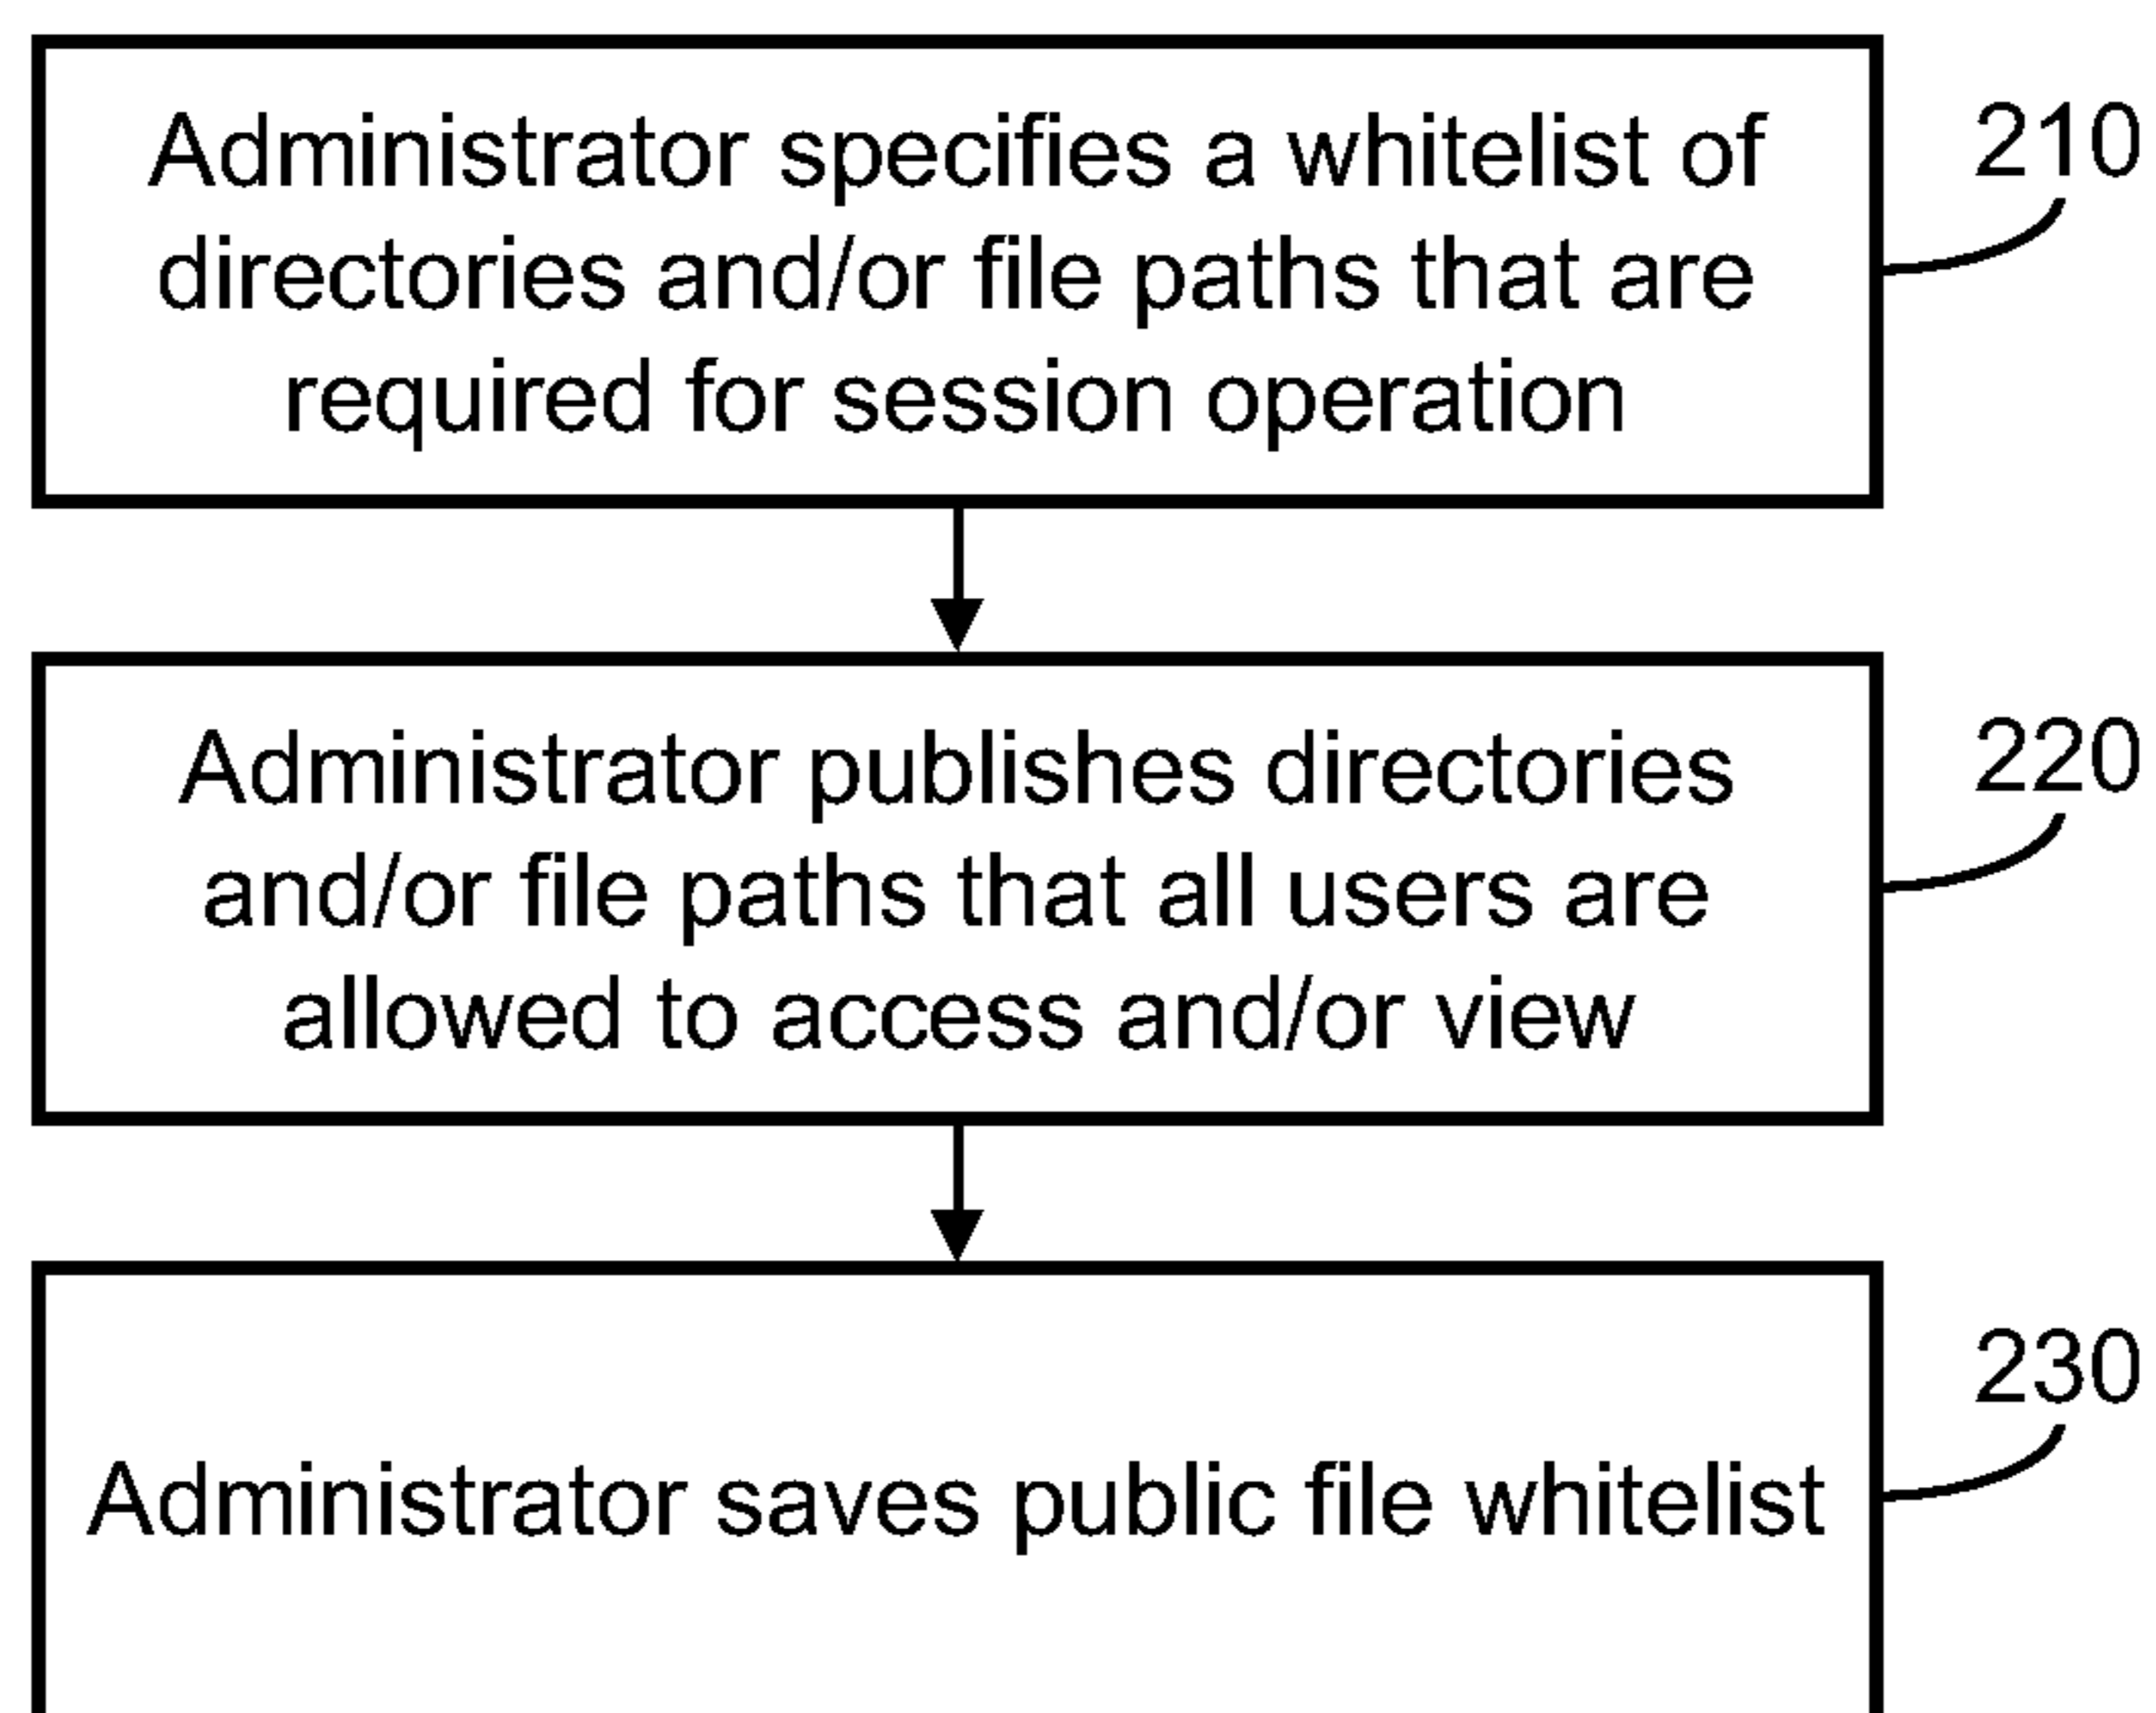 Administrator specifies a whitelist of
directories and/or file paths that are
required for session operation
210
Administrator publishes directories
and/or file paths that all users are
allowed to access and/or view
220
Administrator saves public file whitelist
230